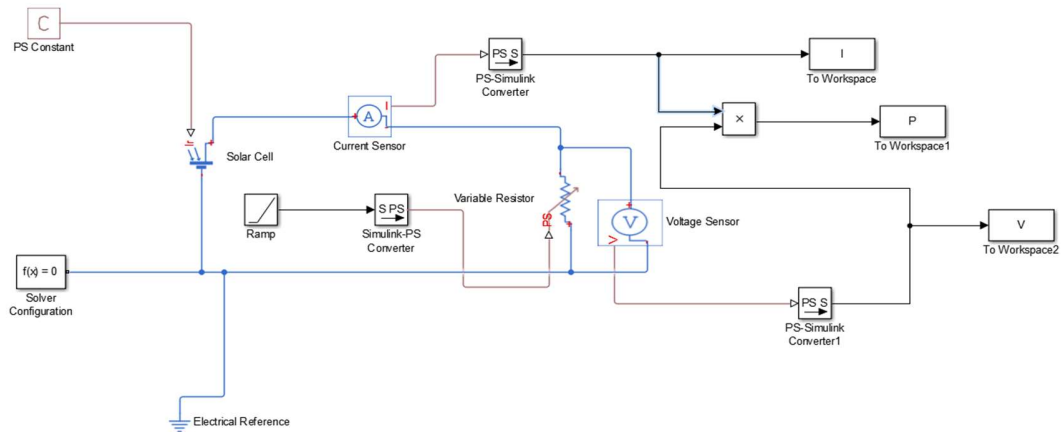 C
PS Constant
Ir
Solar Cell
A
I
Current Sensor
PS S
PS-Simulink
Converter
I
To Workspace
×
P
To Workspace1
Ramp
S PS
Simulink-PS
Converter
Variable Resistor
PS
V
V
Voltage Sensor
V
To Workspace2
f(x) = 0
Solver
Configuration
PS S
PS-Simulink
Converter1
Electrical Reference